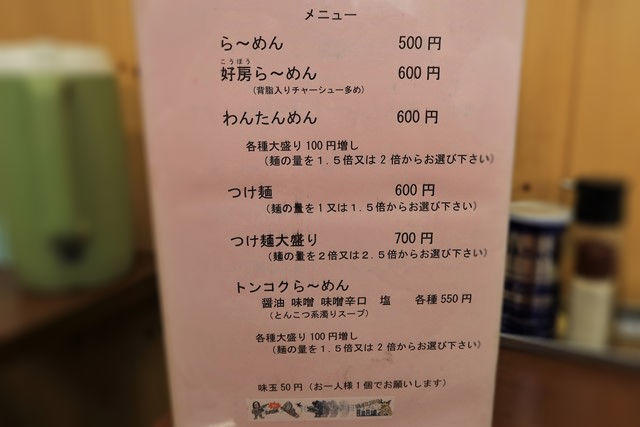 メニュー
ら～めん 500円
こうぼう
好房ら～めん 600円
（背脂入りチャーシュー多め）
わんたんめん 600円
各種大盛り100円増し
（麺の量を１.５倍又は２倍からお選び下さい）
つけ麺 600円
（麺の量を１又は１.５倍からお選び下さい）
つけ麺大盛り 700円
（麺の量を２倍又は２.５倍からお選び下さい）
トンコクら～めん
醤油 味噌 味噌辛口 塩 各種550円
（とんこつ系濁りスープ）
各種大盛り100円増し
（麺の量を１.５倍又は２倍からお選び下さい）
味玉50円（お一人様１個でお願いします）